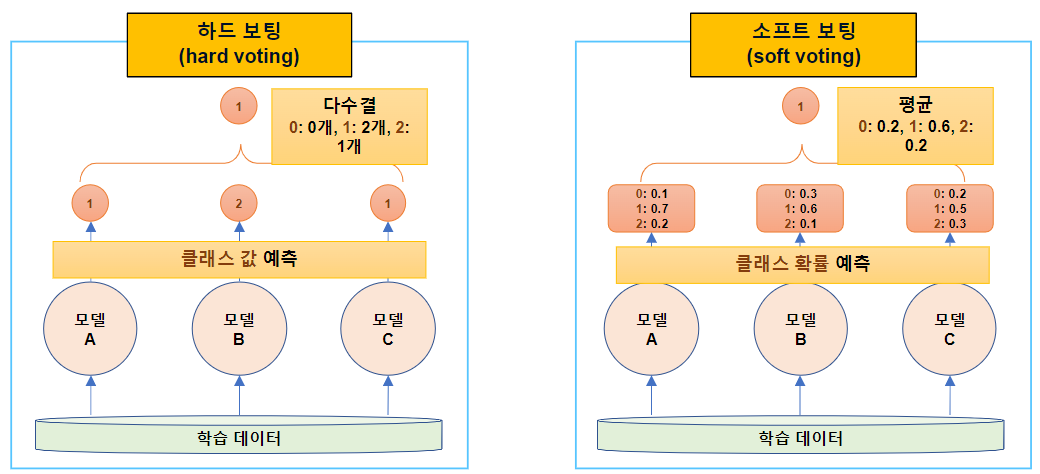 하드 보팅
(hard voting)
1
다수결
0: 0개, 1: 2개, 2:
1개
1
2
1
클래스 값 예측
모델
A
모델
B
모델
C
학습 데이터
소프트 보팅
(soft voting)
1
평균
0: 0.2, 1: 0.6, 2:
0.2
0: 0.1
1: 0.7
2: 0.2
0: 0.3
1: 0.6
2: 0.1
0: 0.2
1: 0.5
2: 0.3
클래스 확률 예측
모델
A
모델
B
모델
C
학습 데이터